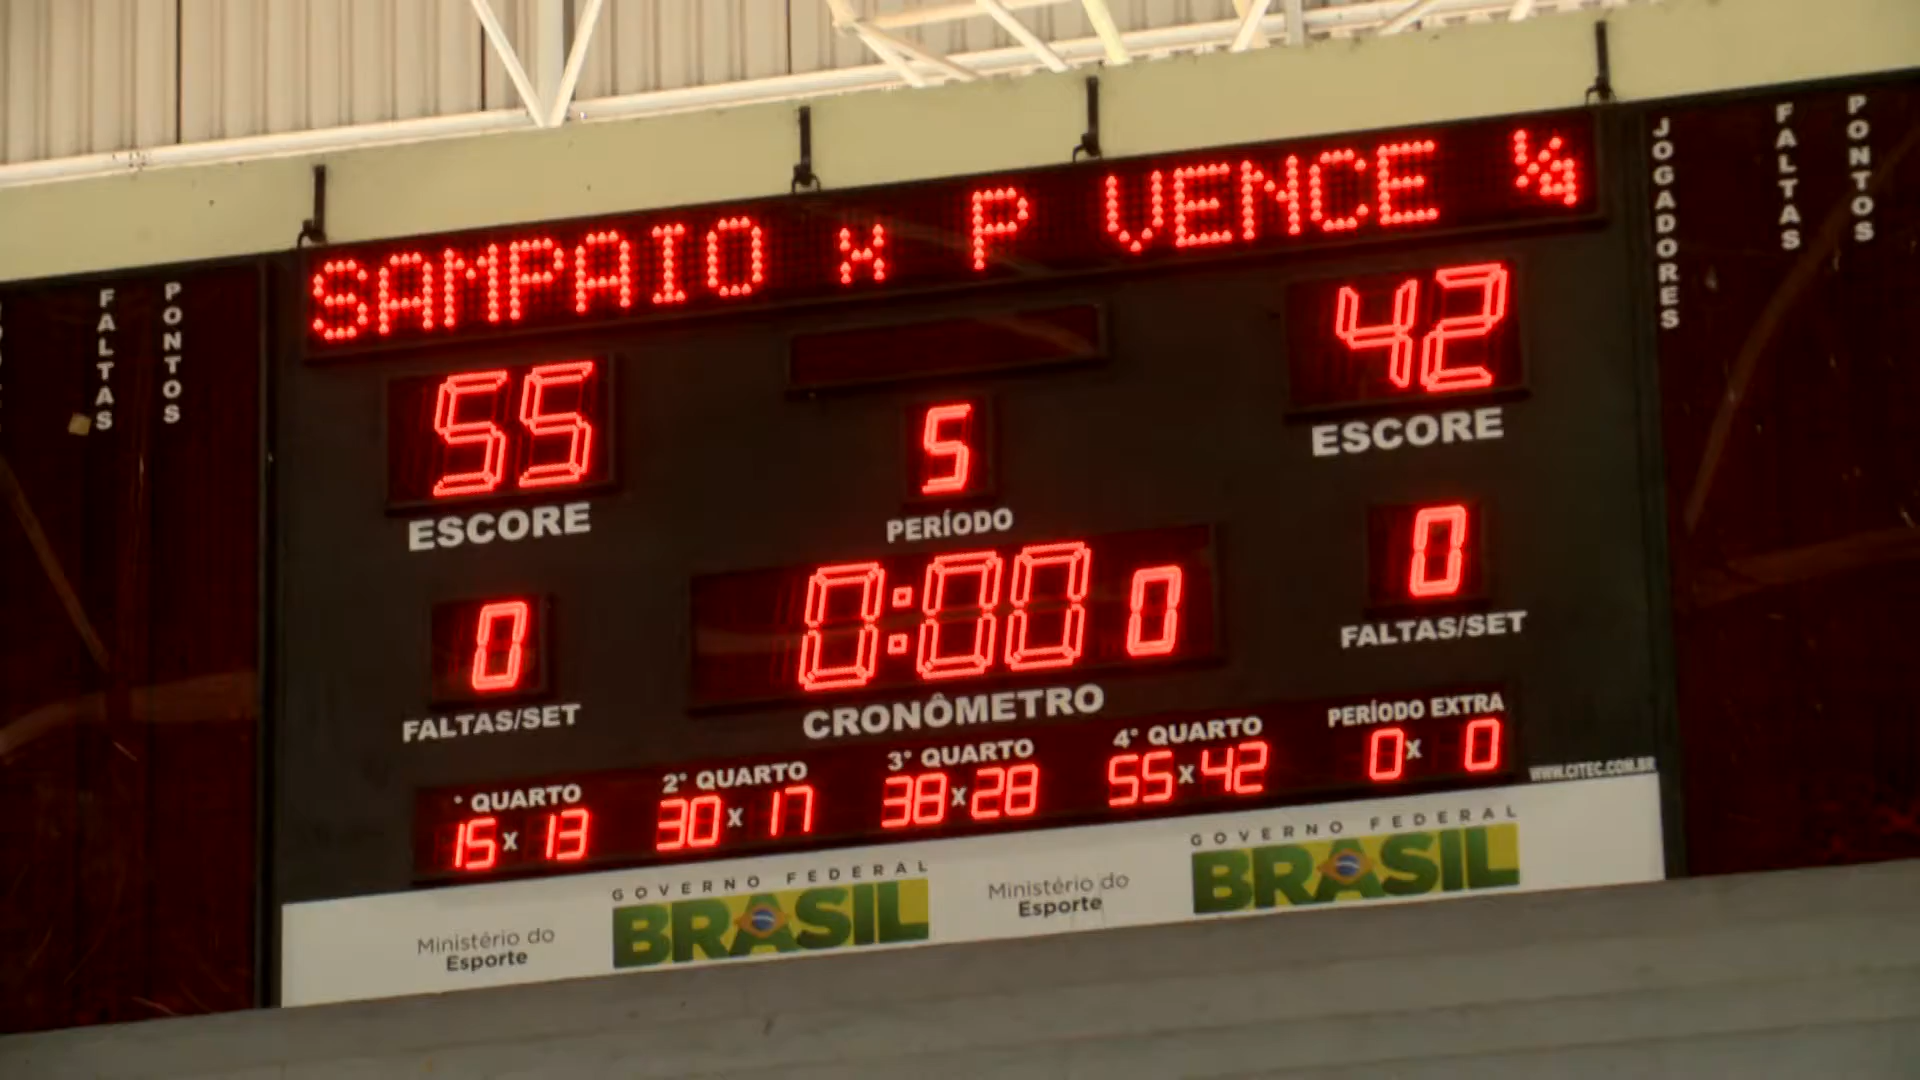 SAMPAIO x P VENCE ¼
JOGADORES
FALTAS
PONTOS
FALTAS
PONTOS
55
ESCORE
5
PERÍODO
42
ESCORE
0
FALTAS/SET
0:00 0
CRONÔMETRO
0
FALTAS/SET
° QUARTO
15 x 13
2° QUARTO
30 x 17
3° QUARTO
38 x 28
4° QUARTO
55 x 42
PERÍODO EXTRA
0 x 0
WWW.CITEC.COM.BR
Ministério do
Esporte
GOVERNO FEDERAL
BRASIL
Ministério do
Esporte
GOVERNO FEDERAL
BRASIL